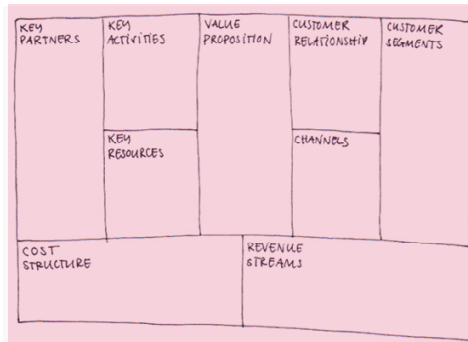 KEY
PARTNERS
KEY
ACTIVITIES
VALUE
PROPOSITION
CUSTOMER
RELATIONSHIP
CUSTOMER
SEGMENTS
KEY
RESOURCES
CHANNELS
COST
STRUCTURE
REVENUE
STREAMS